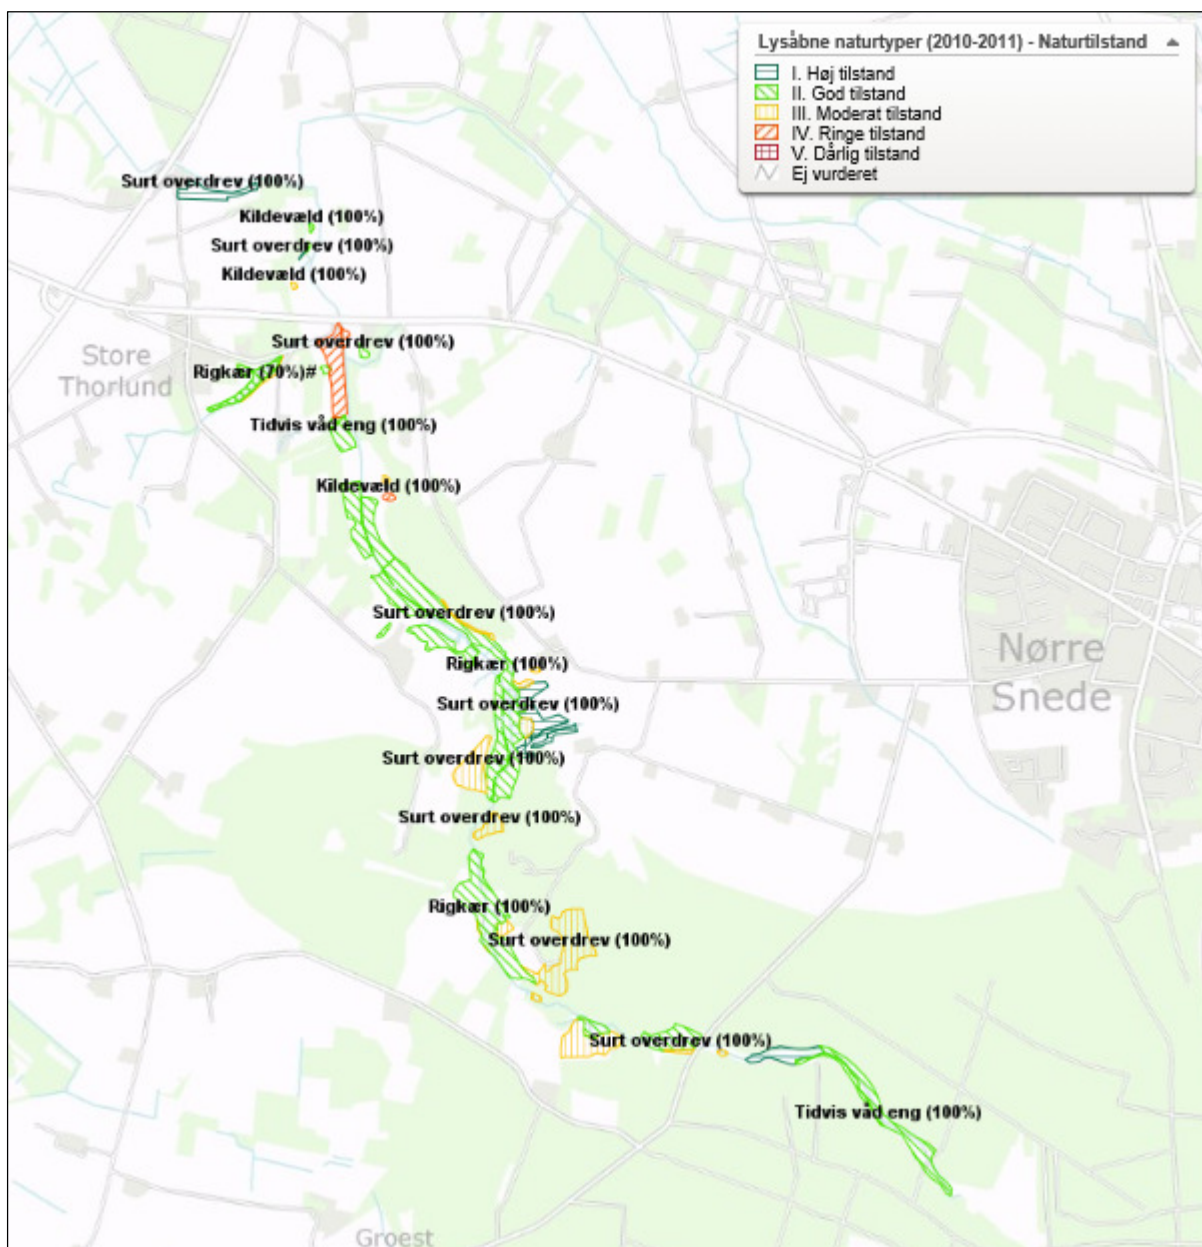 Lysåbne naturtyper (2010-2011) - Naturtilstand
I. Høj tilstand
II. God tilstand
III. Moderat tilstand
IV. Ringe tilstand
V. Dårlig tilstand
Ej vurderet
Surt overdrev (100%)
Kildevæld (100%)
Surt overdrev (100%)
Kildevæld (100%)
Surt overdrev (100%)
Store
Thorlund
Rigkær (70%)#
Tidvis våd eng (100%)
Kildevæld (100%)
Surt overdrev (100%)
Nørre
Snede
Rigkær (100%)
Surt overdrev (100%)
Surt overdrev (100%)
Surt overdrev (100%)
Rigkær (100%)
Surt overdrev (100%)
Surt overdrev (100%)
Tidvis våd eng (100%)
Groest